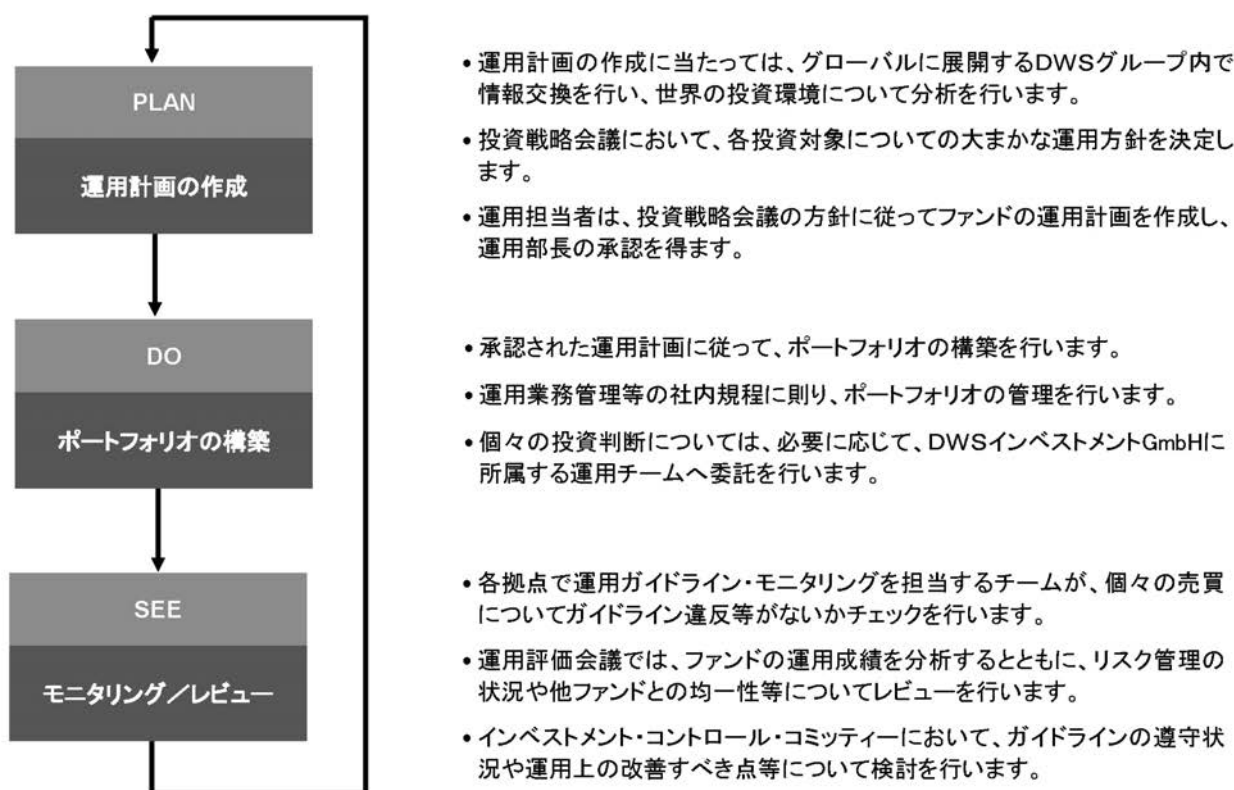 PLAN
運用計画の作成
・運用計画の作成に当たっては、グローバルに展開するDWSグループ内で
情報交換を行い、世界の投資環境について分析を行います。
・投資戦略会議において、各投資対象についての大まかな運用方針を決定し
ます。
・運用担当者は、投資戦略会議の方針に従ってファンドの運用計画を作成し、
運用部長の承認を得ます。
DO
ポートフォリオの構築
・承認された運用計画に従って、ポートフォリオの構築を行います。
・運用業務管理等の社内規程に則り、ポートフォリオの管理を行います。
・個々の投資判断については、必要に応じて、DWSインベストメントGmbHに
所属する運用チームへ委託を行います。
SEE
モニタリング/レビュー
・各拠点で運用ガイドライン・モニタリングを担当するチームが、個々の売買
についてガイドライン違反等がないかチェックを行います。
・運用評価会議では、ファンドの運用成績を分析するとともに、リスク管理の
状況や他ファンドとの均一性等についてレビューを行います。
・インベストメント・コントロール・コミッティーにおいて、ガイドラインの遵守状
況や運用上の改善すべき点等について検討を行います。